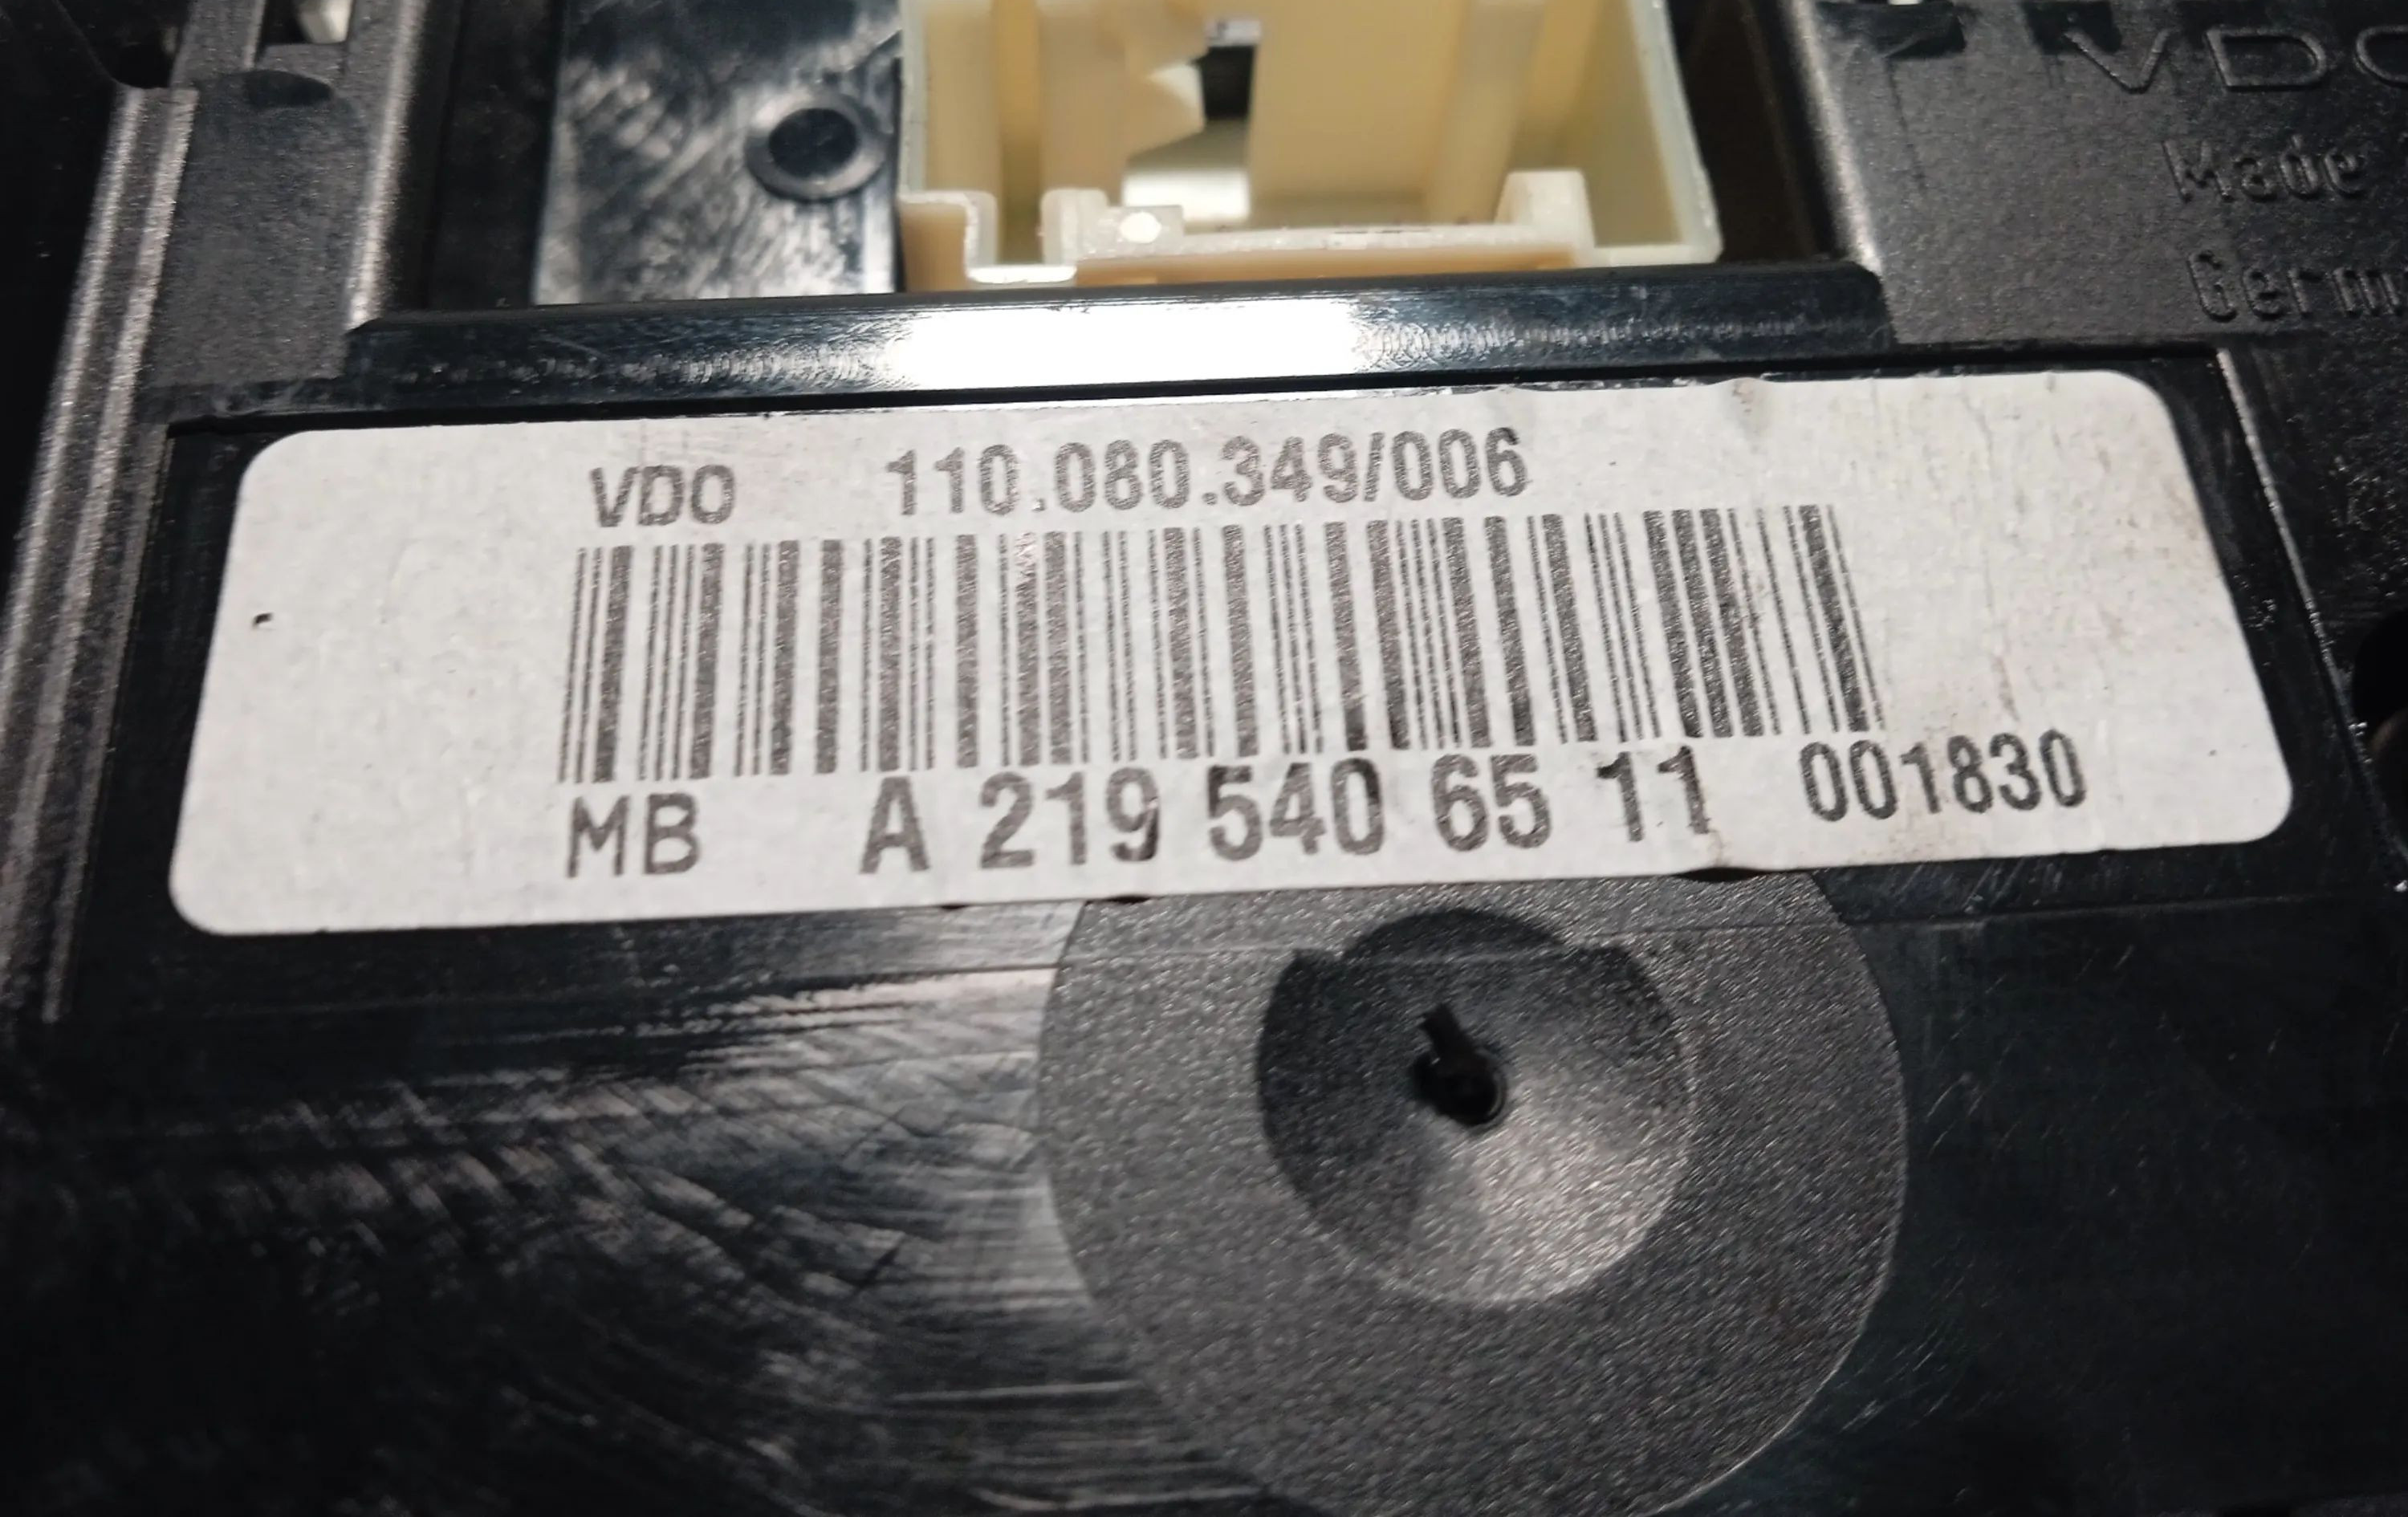 VDO
Made
Germ
VDO 110.080.349/006
MB A 219 540 65 11 001830